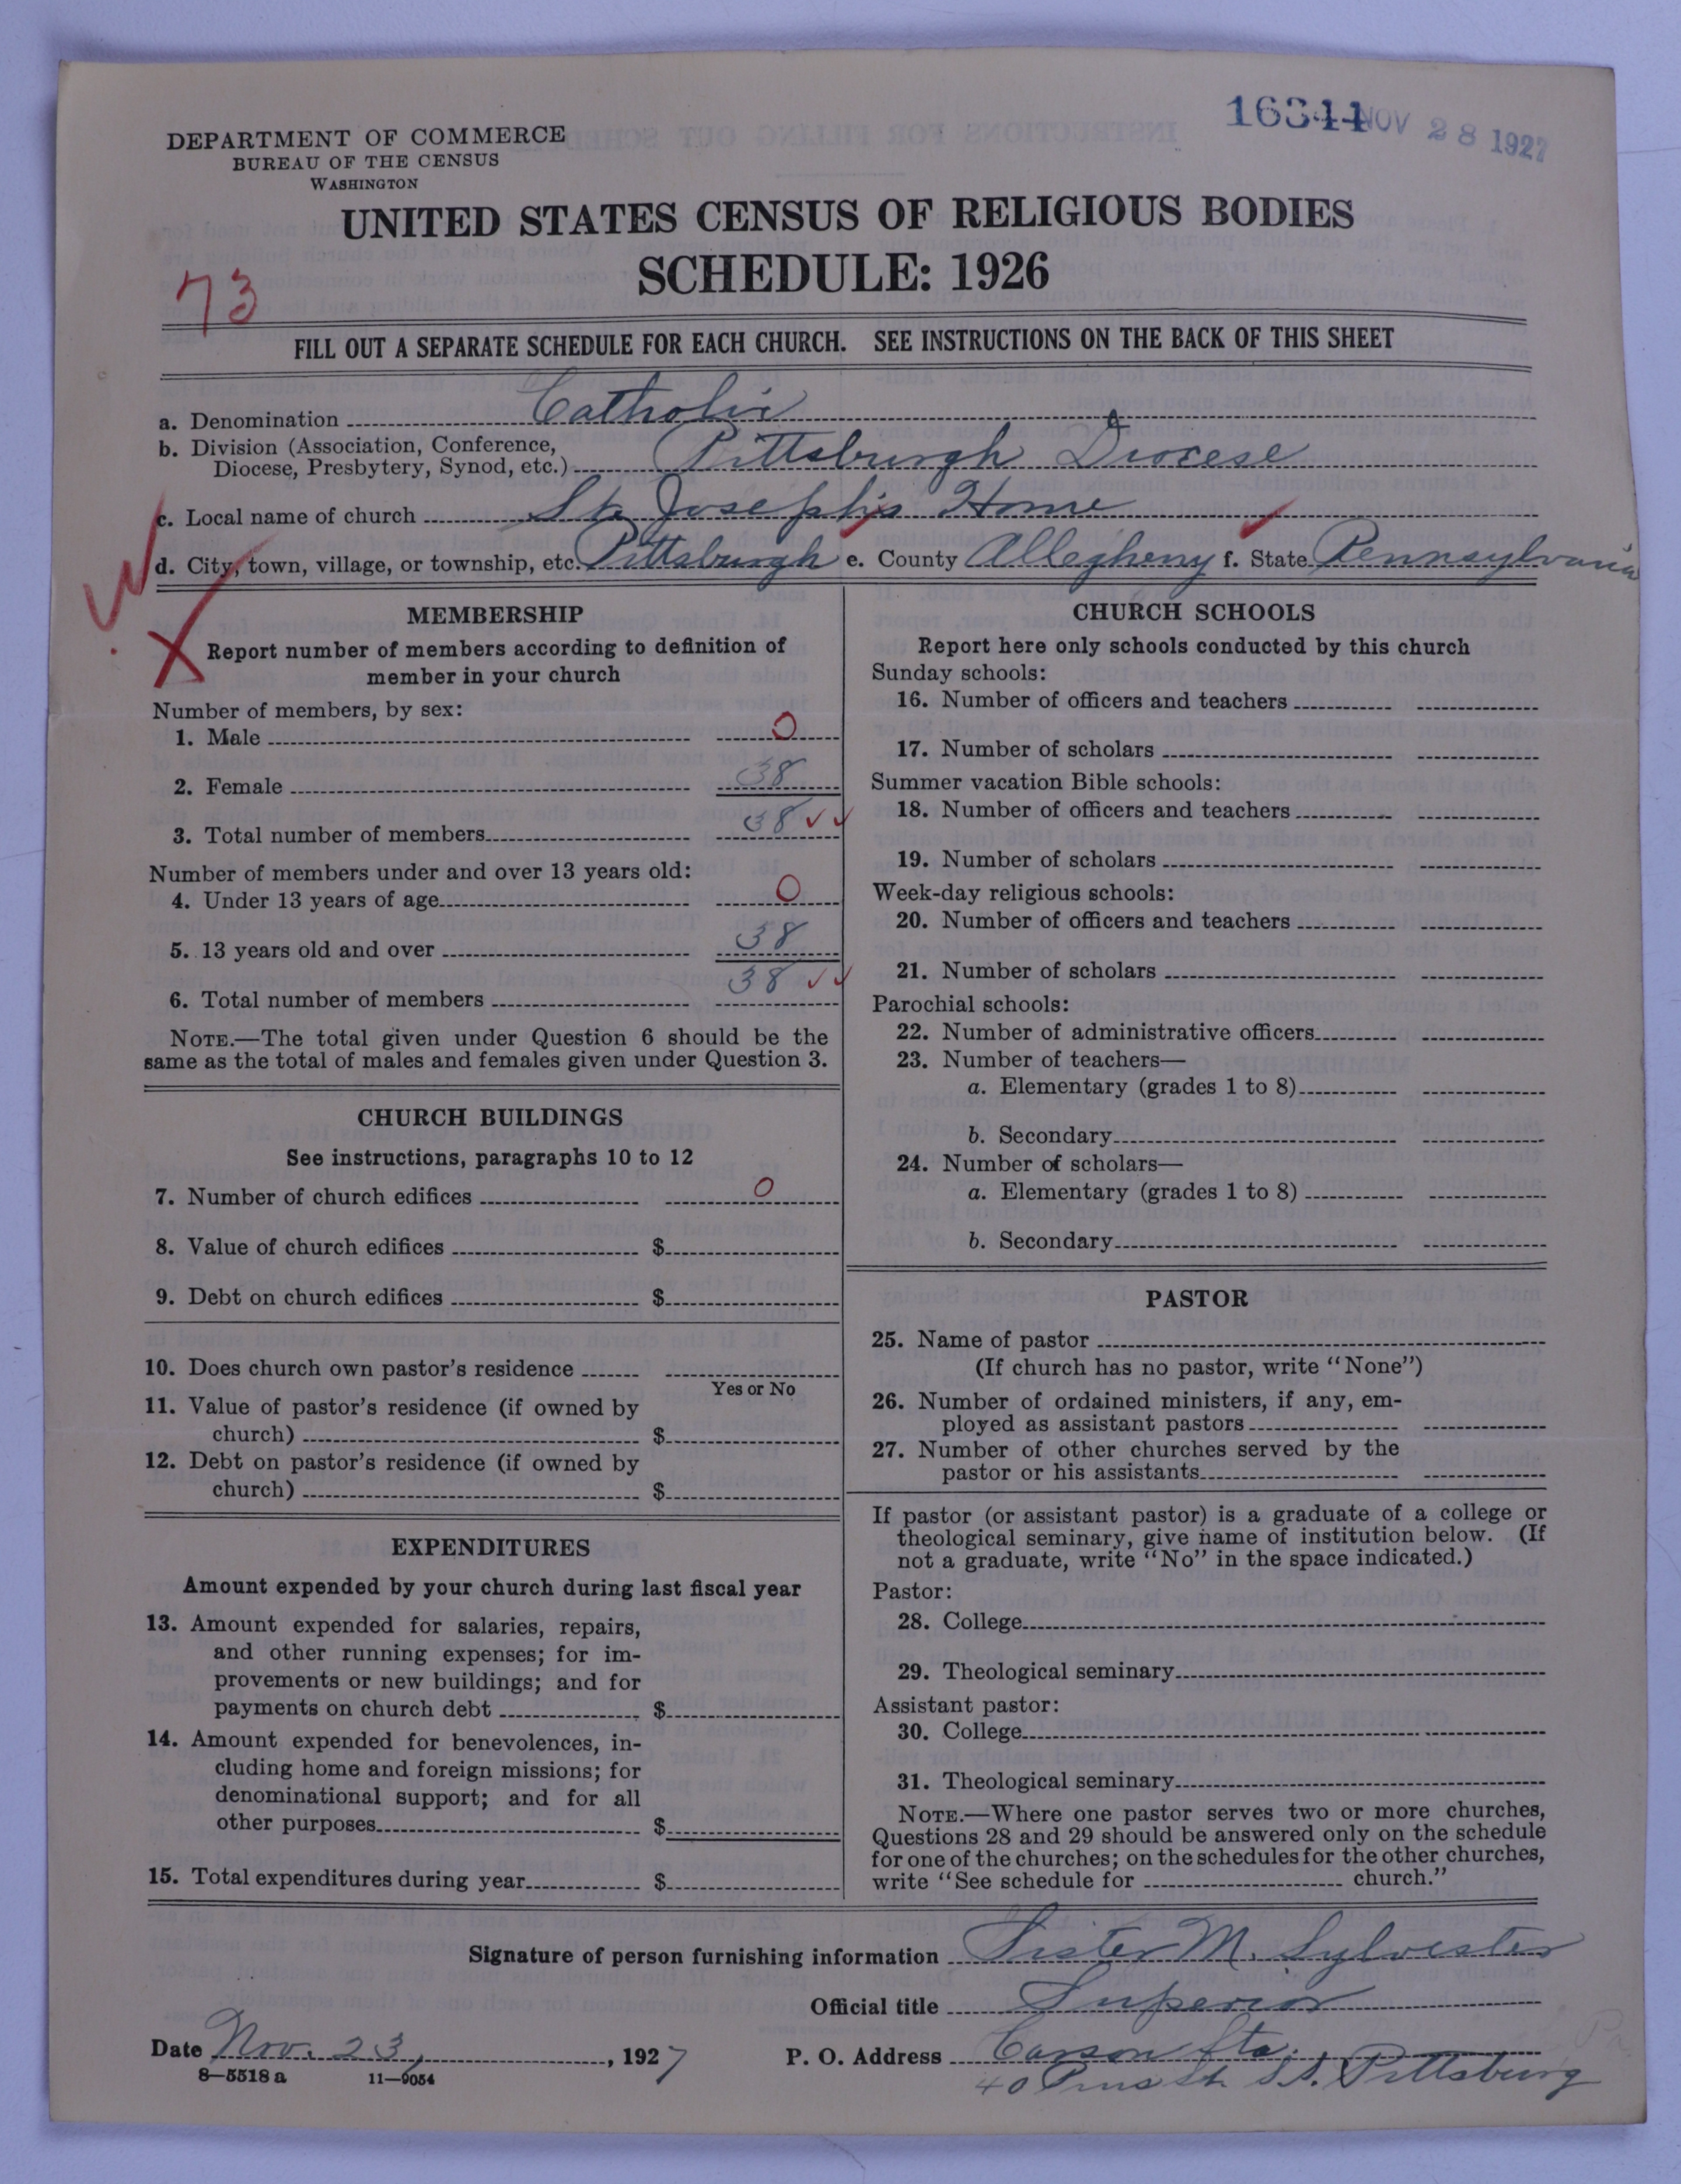 16344 NOV 28 1927
DEPARTMENT OF COMMERCE
BUREAU OF THE CENSUS
WASHINGTON
UNITED STATES CENSUS OF RELIGIOUS BODIES
SCHEDULE: 1926
73
FILL OUT A SEPARATE SCHEDULE FOR EACH CHURCH. SEE INSTRUCTIONS ON THE BACK OF THIS SHEET
a. Denomination Catholic
b. Division (Association, Conference,
Diocese, Presbytery, Synod, etc.) Pittsburgh Diocese
c. Local name of church St. Joseph's Home
d. City, town, village, or township, etc. Pittsburgh e. County Allegheny f. State Pennsylvania
MEMBERSHIP
Report number of members according to definition of
member in your church
Number of members, by sex:
1. Male 0
2. Female 38
3. Total number of members 38
Number of members under and over 13 years old:
4. Under 13 years of age 0
5. 13 years old and over 38
6. Total number of members 38
NOTE.—The total given under Question 6 should be the
same as the total of males and females given under Question 3.
CHURCH BUILDINGS
See instructions, paragraphs 10 to 12
7. Number of church edifices 0
8. Value of church edifices $
9. Debt on church edifices $
10. Does church own pastor's residence
Yes or No
11. Value of pastor's residence (if owned by
church) $
12. Debt on pastor's residence (if owned by
church) $
EXPENDITURES
Amount expended by your church during last fiscal year
13. Amount expended for salaries, repairs,
and other running expenses; for im-
provements or new buildings; and for
payments on church debt $
14. Amount expended for benevolences, in-
cluding home and foreign missions; for
denominational support; and for all
other purposes $
15. Total expenditures during year $
CHURCH SCHOOLS
Report here only schools conducted by this church
Sunday schools:
16. Number of officers and teachers
17. Number of scholars
Summer vacation Bible schools:
18. Number of officers and teachers
19. Number of scholars
Week-day religious schools:
20. Number of officers and teachers
21. Number of scholars
Parochial schools:
22. Number of administrative officers
23. Number of teachers—
a. Elementary (grades 1 to 8)
b. Secondary
24. Number of scholars—
a. Elementary (grades 1 to 8)
b. Secondary
PASTOR
25. Name of pastor
(If church has no pastor, write "None")
26. Number of ordained ministers, if any, em-
ployed as assistant pastors
27. Number of other churches served by the
pastor or his assistants
If pastor (or assistant pastor) is a graduate of a college or
theological seminary, give name of institution below. (If
not a graduate, write "No" in the space indicated.)
Pastor:
28. College
29. Theological seminary
Assistant pastor:
30. College
31. Theological seminary
NOTE.—Where one pastor serves two or more churches,
Questions 28 and 29 should be answered only on the schedule
for one of the churches; on the schedules for the other churches,
write "See schedule for church."
Signature of person furnishing information Sister M. Sylvester
Official title Superior
Date Nov. 23, 1927 P. O. Address Carson Sta.
8—5518 a 11—9054
40 St. S. S. Pittsburg
Pa